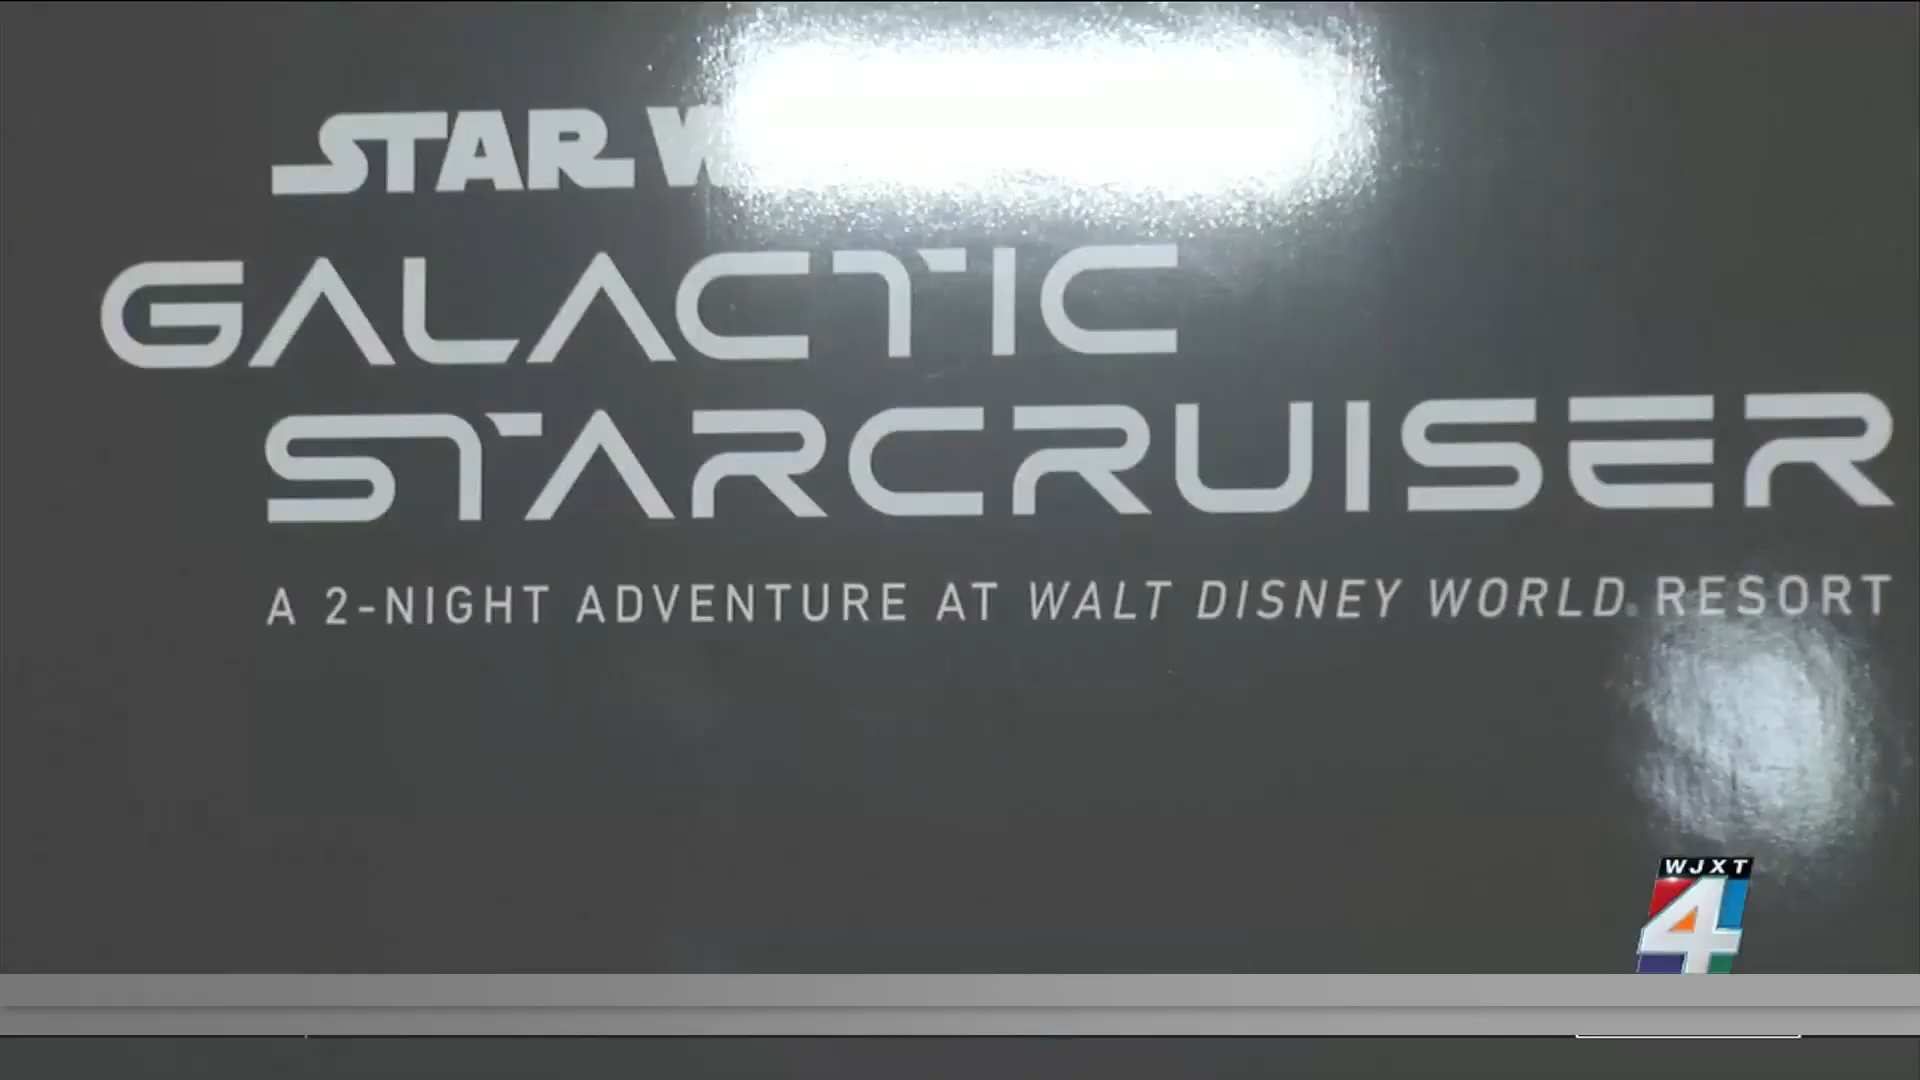 STAR
GALACTIC
STARCRUISER
A 2-NIGHT ADVENTURE AT WALT DISNEY WORLD. RESORT
WJXT
4